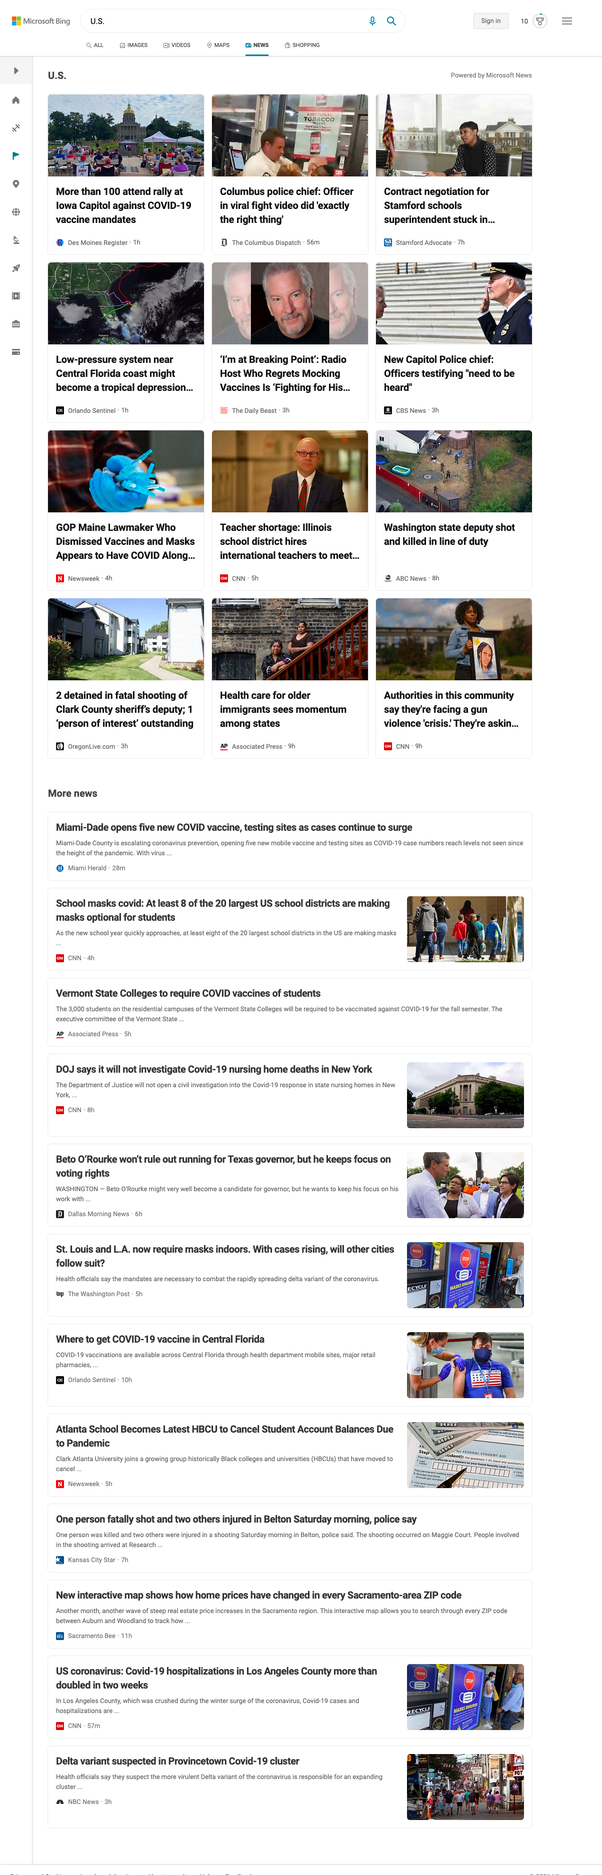 Microsoft Bing
U.S.
Sign in
10
ALL
IMAGES
VIDEOS
MAPS
NEWS
SHOPPING
U.S.
Powered by Microsoft News
More than 100 attend rally at
Iowa Capitol against COVID-19
vaccine mandates
Des Moines Register · 1h
TOBACCO
Columbus police chief: Officer
in viral fight video did 'exactly
the right thing'
The Columbus Dispatch · 56m
Contract negotiation for
Stamford schools
superintendent stuck in...
Stamford Advocate · 7h
Low-pressure system near
Central Florida coast might
become a tropical depression...
Orlando Sentinel · 1h
‘I’m at Breaking Point’: Radio
Host Who Regrets Mocking
Vaccines Is ‘Fighting for His...
The Daily Beast · 3h
New Capitol Police chief:
Officers testifying "need to be
heard"
CBS News · 3h
GOP Maine Lawmaker Who
Dismissed Vaccines and Masks
Appears to Have COVID Along...
Newsweek · 4h
Teacher shortage: Illinois
school district hires
international teachers to meet...
CNN · 5h
Washington state deputy shot
and killed in line of duty
ABC News · 8h
2 detained in fatal shooting of
Clark County sheriff’s deputy; 1
‘person of interest’ outstanding
OregonLive.com · 3h
Health care for older
immigrants sees momentum
among states
AP Associated Press · 9h
Authorities in this community
say they're facing a gun
violence 'crisis.' They're askin...
CNN · 9h
More news
Miami-Dade opens five new COVID vaccine, testing sites as cases continue to surge
Miami-Dade County is escalating coronavirus prevention, opening five new mobile vaccine and testing sites as COVID-19 case numbers reach levels not seen since
the height of the pandemic. With virus ...
Miami Herald · 28m
School masks covid: At least 8 of the 20 largest US school districts are making
masks optional for students
As the new school year quickly approaches, at least eight of the 20 largest school districts in the US are making masks
...
CNN · 4h
Vermont State Colleges to require COVID vaccines of students
The 3,000 students on the residential campuses of the Vermont State Colleges will be required to be vaccinated against COVID-19 for the fall semester. The
executive committee of the Vermont State ...
AP Associated Press · 5h
DOJ says it will not investigate Covid-19 nursing home deaths in New York
The Department of Justice will not open a civil investigation into the Covid-19 response in state nursing homes in New
York, ...
CNN · 8h
Beto O’Rourke won’t rule out running for Texas governor, but he keeps focus on
voting rights
WASHINGTON — Beto O’Rourke might very well become a candidate for governor, but he wants to keep his focus on his
work with ...
Dallas Morning News · 6h
St. Louis and L.A. now require masks indoors. With cases rising, will other cities
follow suit?
Health officials say the mandates are necessary to combat the rapidly spreading delta variant of the coronavirus.
wp The Washington Post · 5h
STOP
Where to get COVID-19 vaccine in Central Florida
COVID-19 vaccinations are available across Central Florida through health department mobile sites, major retail
pharmacies, ...
Orlando Sentinel · 10h
Atlanta School Becomes Latest HBCU to Cancel Student Account Balances Due
to Pandemic
Clark Atlanta University joins a growing group historically Black colleges and universities (HBCUs) that have moved to
cancel ...
Newsweek · 5h
One person fatally shot and two others injured in Belton Saturday morning, police say
One person was killed and two others were injured in a shooting Saturday morning in Belton, police said. The shooting occurred on Maggie Court. People involved
in the shooting arrived at Research ...
Kansas City Star · 7h
New interactive map shows how home prices have changed in every Sacramento-area ZIP code
Another month, another wave of steep real estate price increases in the Sacramento region. This interactive map allows you to search through every ZIP code
between Auburn and Woodland to track how ...
Sacramento Bee · 11h
US coronavirus: Covid-19 hospitalizations in Los Angeles County more than
doubled in two weeks
In Los Angeles County, which was crushed during the winter surge of the coronavirus, Covid-19 cases and
hospitalizations are ...
CNN · 57m
STOP
RECYCLE
Delta variant suspected in Provincetown Covid-19 cluster
Health officials say they suspect the more virulent Delta variant of the coronavirus is responsible for an expanding
cluster ...
NBC News · 3h